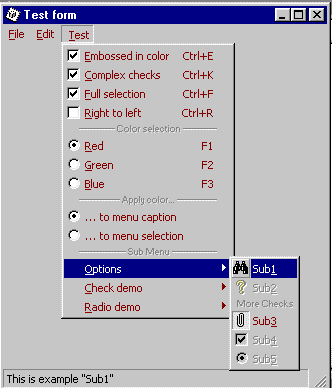 Test form
File Edit Test
Embossed in color Ctrl+E
Complex checks Ctrl+K
Full selection Ctrl+F
Right to left Ctrl+R
Color selection
Red F1
Green F2
Blue F3
Apply color...
... to menu caption
... to menu selection
Sub Menu
Options
Check demo
Radio demo
Sub1
Sub2
More Checks
Sub3
Sub4
Sub5
This is example "Sub1"